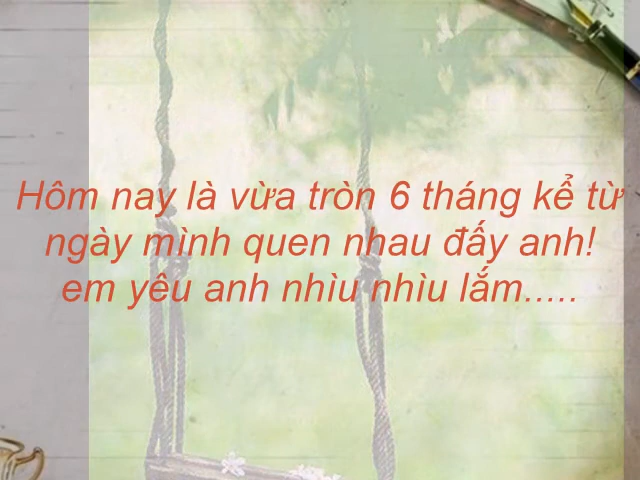 Hôm nay là vừa tròn 6 tháng kể từ
ngày mình quen nhau đấy anh!
em yêu anh nhìu nhìu lắm.....